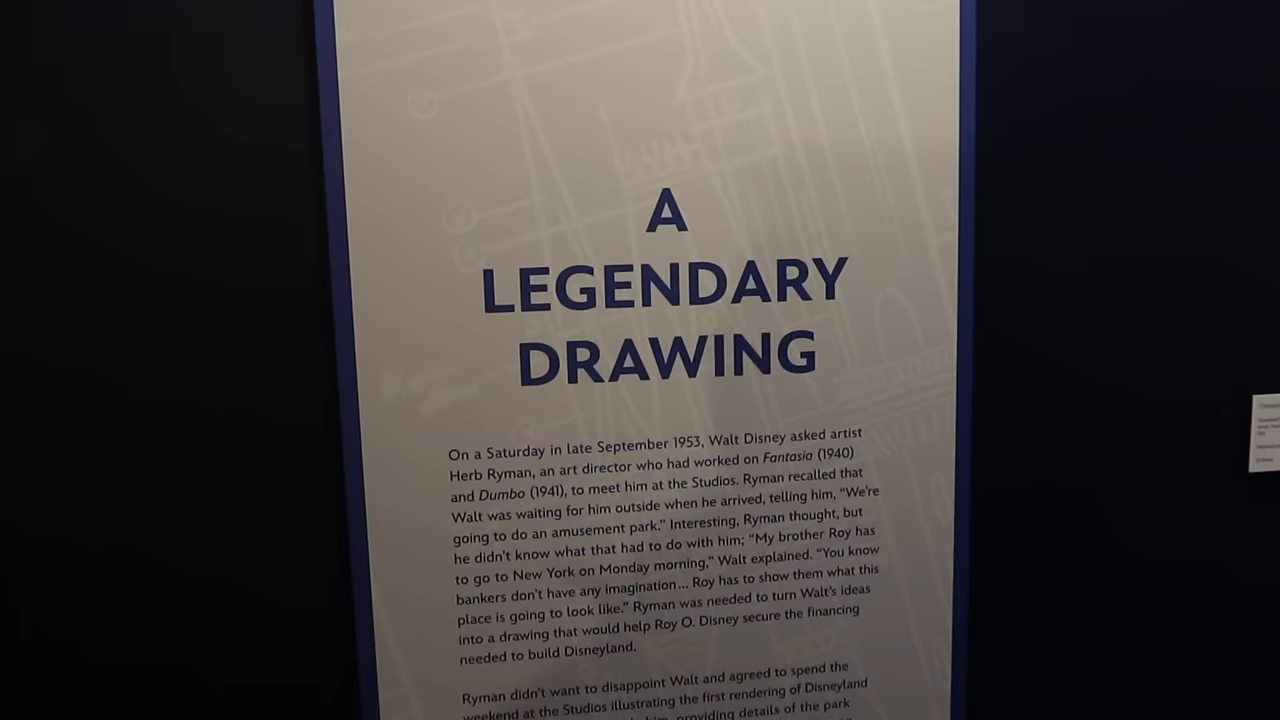 A
LEGENDARY
DRAWING
On a Saturday in late September 1953, Walt Disney asked artist
Herb Ryman, an art director who had worked on Fantasia (1940)
and Dumbo (1941), to meet him at the Studios. Ryman recalled that
Walt was waiting for him outside when he arrived, telling him, “We’re
going to do an amusement park.” Interesting, Ryman thought, but
he didn’t know what that had to do with him; “My brother Roy has
to go to New York on Monday morning,” Walt explained. “You know
bankers don’t have any imagination... Roy has to show them what this
place is going to look like.” Ryman was needed to turn Walt’s ideas
into a drawing that would help Roy O. Disney secure the financing
needed to build Disneyland.
Ryman didn’t want to disappoint Walt and agreed to spend the
weekend at the Studios illustrating the first rendering of Disneyland
him, providing details of the park